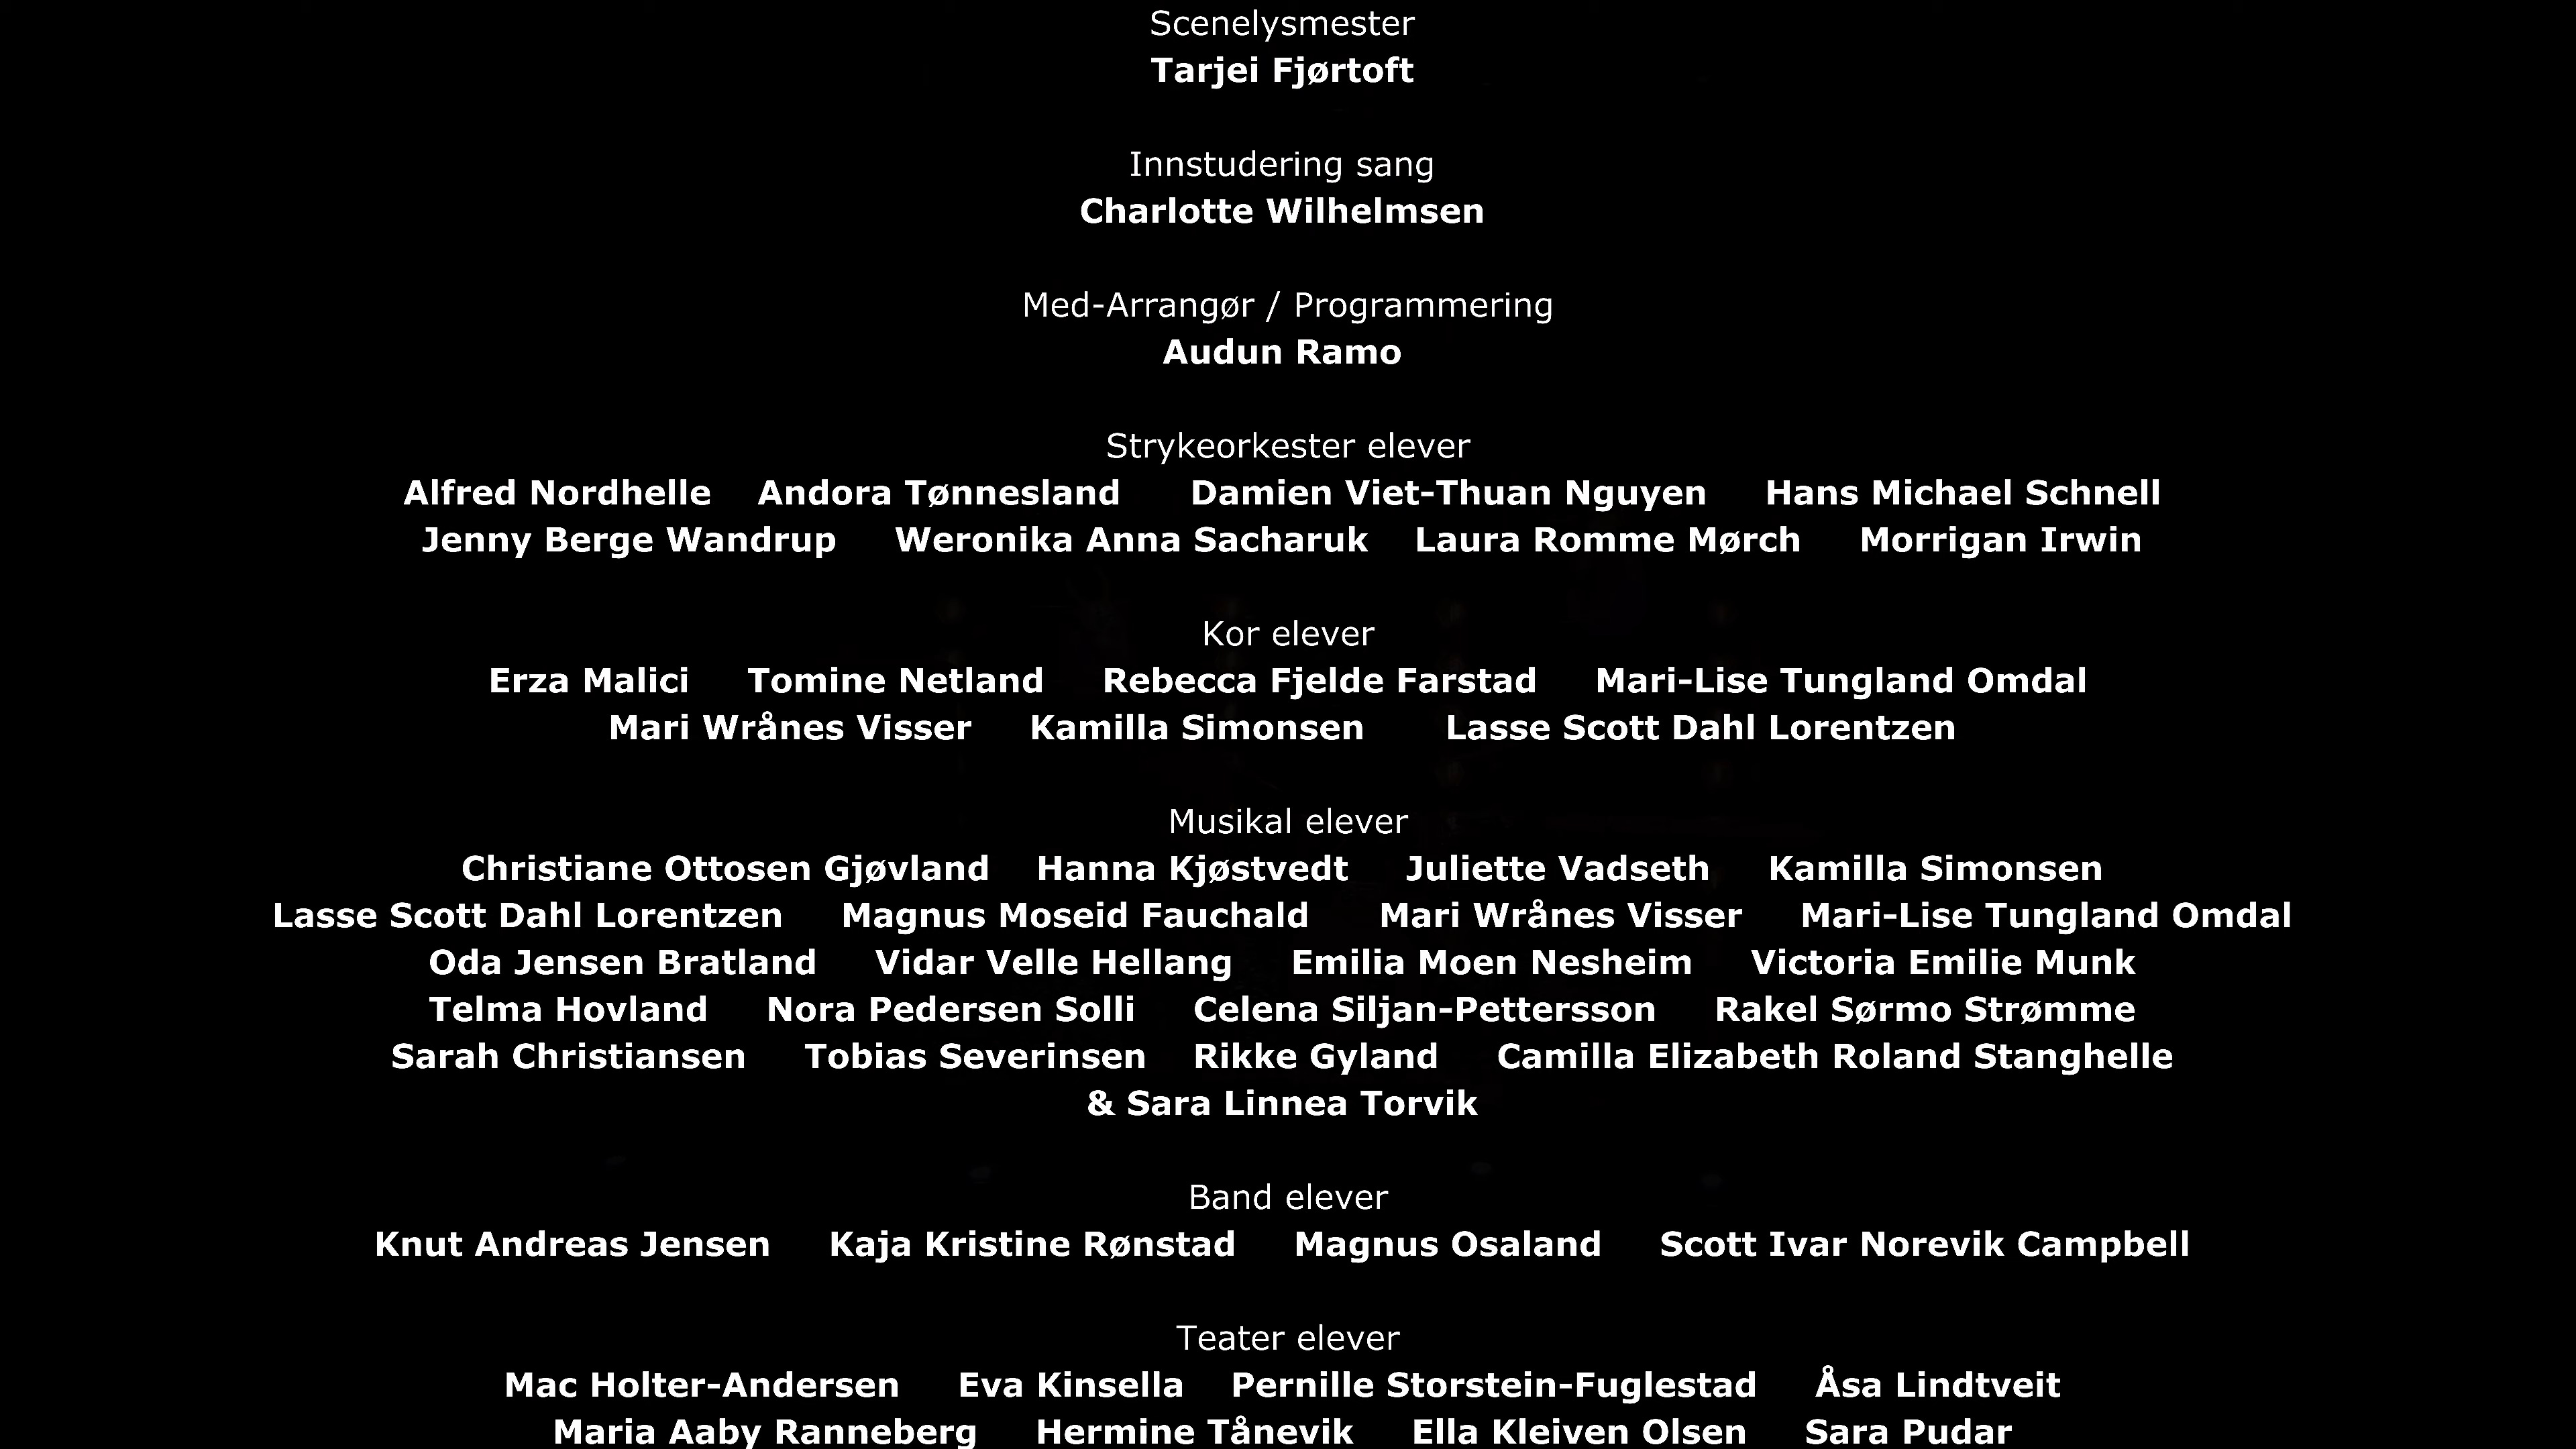 Scenelysmester
Tarjei Fjørtoft
Innstudering sang
Charlotte Wilhelmsen
Med-Arrangør / Programmering
Audun Ramo
Strykeorkester elever
Alfred Nordhelle Andora Tønnesland Damien Viet-Thuan Nguyen Hans Michael Schnell
Jenny Berge Wandrup Weronika Anna Sacharuk Laura Romme Mørch Morrigan Irwin
Kor elever
Erza Malici Tomine Netland Rebecca Fjelde Farstad Mari-Lise Tungland Omdal
Mari Wrånes Visser Kamilla Simonsen Lasse Scott Dahl Lorentzen
Musikal elever
Christiane Ottosen Gjøvland Hanna Kjøstvedt Juliette Vadseth Kamilla Simonsen
Lasse Scott Dahl Lorentzen Magnus Moseid Fauchald Mari Wrånes Visser Mari-Lise Tungland Omdal
Oda Jensen Bratland Vidar Velle Hellang Emilia Moen Nesheim Victoria Emilie Munk
Telma Hovland Nora Pedersen Solli Celena Siljan-Pettersson Rakel Sørmo Strømme
Sarah Christiansen Tobias Severinsen Rikke Gyland Camilla Elizabeth Roland Stanghelle
& Sara Linnea Torvik
Band elever
Knut Andreas Jensen Kaja Kristine Rønstad Magnus Osaland Scott Ivar Norevik Campbell
Teater elever
Mac Holter-Andersen Eva Kinsella Pernille Storstein-Fuglestad Åsa Lindtveit
Maria Aaby Ranneberg Hermine Tånevik Ella Kleiven Olsen Sara Pudar